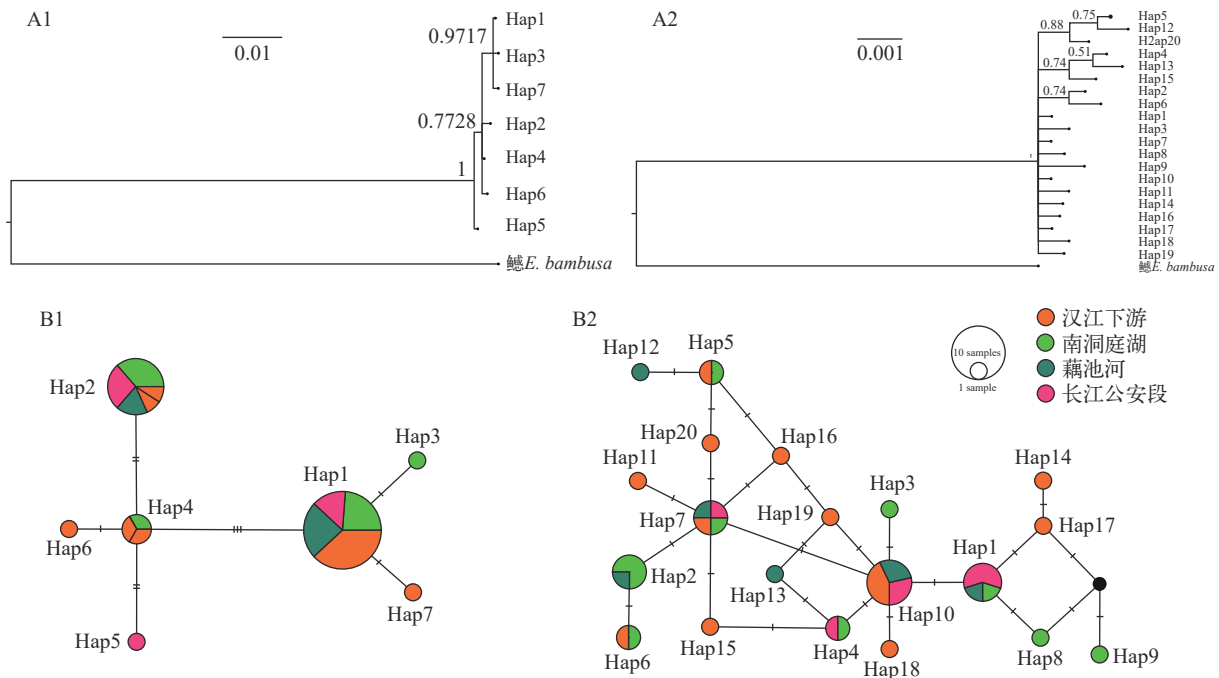 A1
0.01
0.9717
0.7728
1
Hap1
Hap3
Hap7
Hap2
Hap4
Hap6
Hap5
鳡E. bambusa
A2
0.001
0.75
0.88
0.51
0.74
0.74
1
Hap5
Hap12
H2ap20
Hap4
Hap13
Hap15
Hap2
Hap6
Hap1
Hap3
Hap7
Hap8
Hap9
Hap10
Hap11
Hap14
Hap16
Hap17
Hap18
Hap19
鳡E. bambusa
B1
Hap2
Hap3
Hap1
Hap4
Hap6
Hap7
Hap5
B2
Hap12
Hap5
Hap20
Hap16
Hap11
Hap7
Hap19
Hap3
Hap14
Hap17
Hap1
Hap2
Hap13
Hap10
Hap6
Hap15
Hap4
Hap18
Hap8
Hap9
10 samples
1 sample
汉江下游
南洞庭湖
藕池河
长江公安段